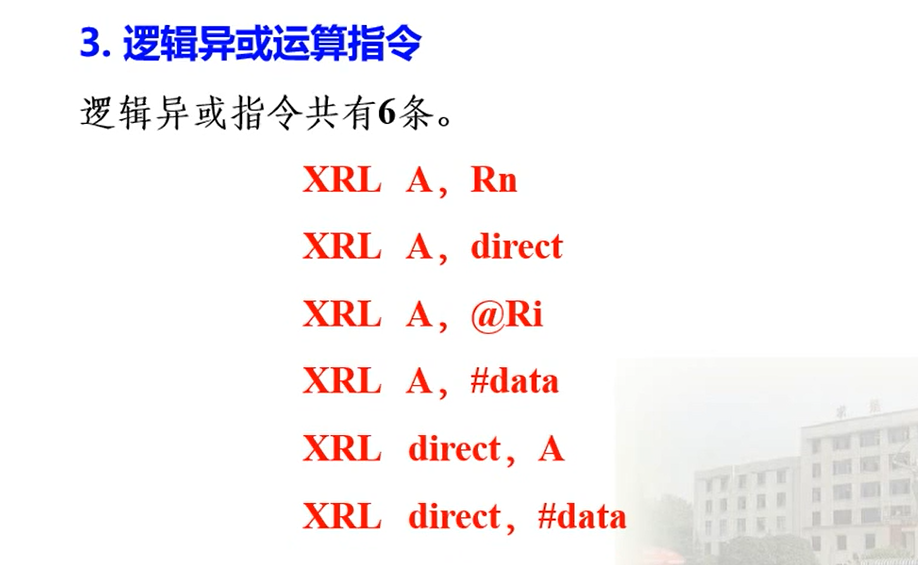 3. 逻辑异或运算指令
逻辑异或指令共有6条。
XRL A，Rn
XRL A，direct
XRL A，@Ri
XRL A，#data
XRL direct，A
XRL direct，#data